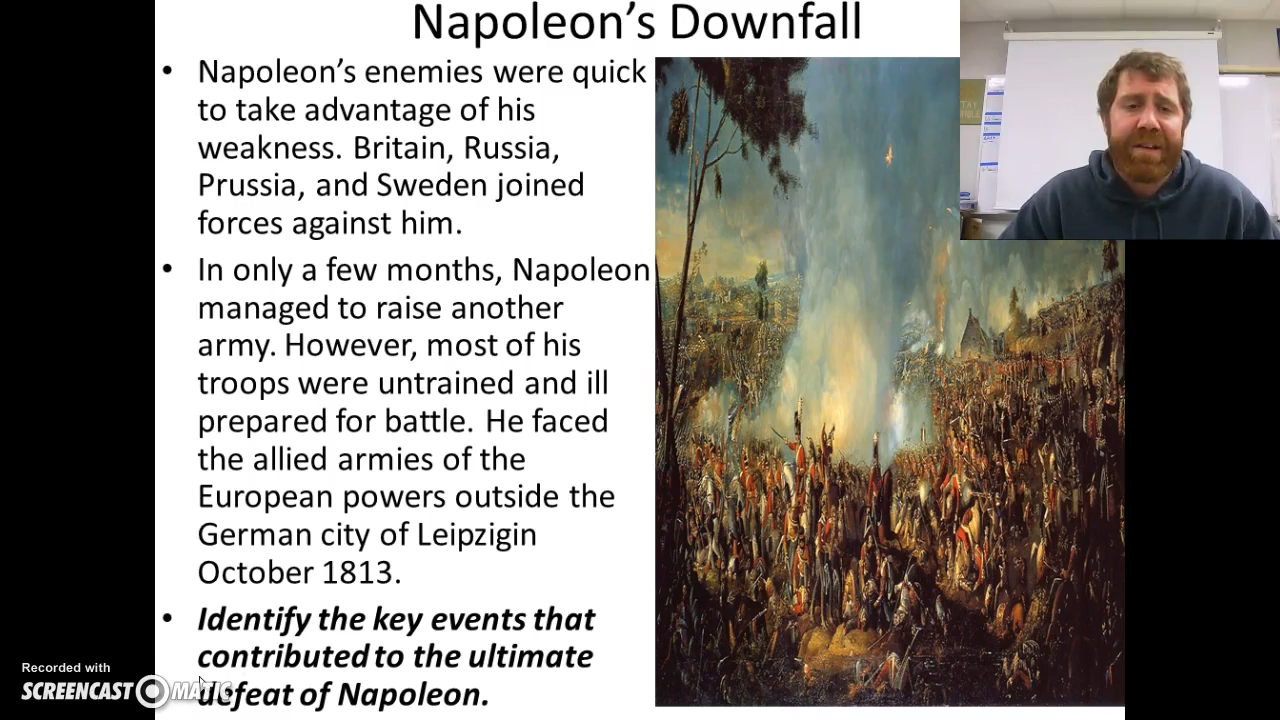 Napoleon's Downfall
• Napoleon's enemies were quick
to take advantage of his
weakness. Britain, Russia,
Prussia, and Sweden joined
forces against him.
• In only a few months, Napoleon
managed to raise another
army. However, most of his
troops were untrained and ill
prepared for battle. He faced
the allied armies of the
European powers outside the
German city of Leipzigin
October 1813.
• Identify the key events that
contributed to the ultimate
defeat of Napoleon.
Recorded with
SCREENCAST MATIC